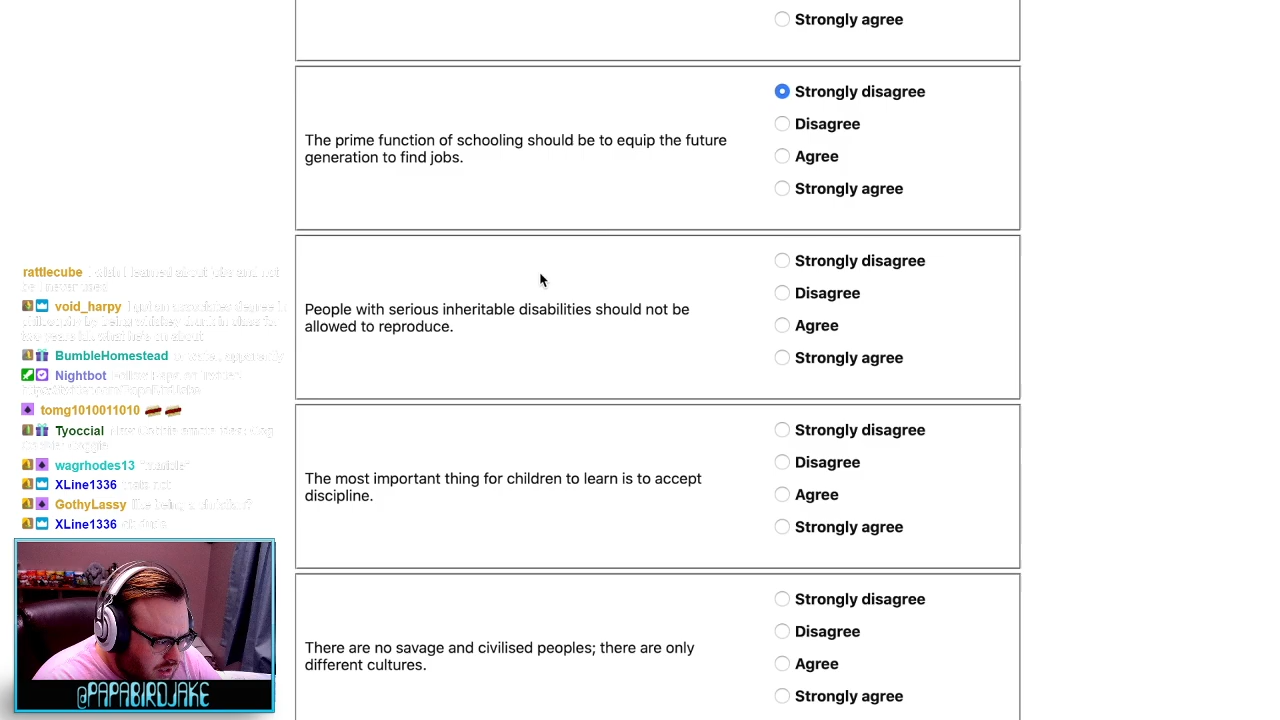 Strongly agree
The prime function of schooling should be to equip the future
generation to find jobs.
Strongly disagree
Disagree
Agree
Strongly agree
People with serious inheritable disabilities should not be
allowed to reproduce.
Strongly disagree
Disagree
Agree
Strongly agree
The most important thing for children to learn is to accept
discipline.
Strongly disagree
Disagree
Agree
Strongly agree
There are no savage and civilised peoples; there are only
different cultures.
Strongly disagree
Disagree
Agree
Strongly agree
rattlecube
void_harpy
BumbleHomestead
Nightbot
tomg1010011010
Tyoccial
wagrhodes13
XLine1336
GothyLassy
XLine1336
@PAPABIRDJAKE